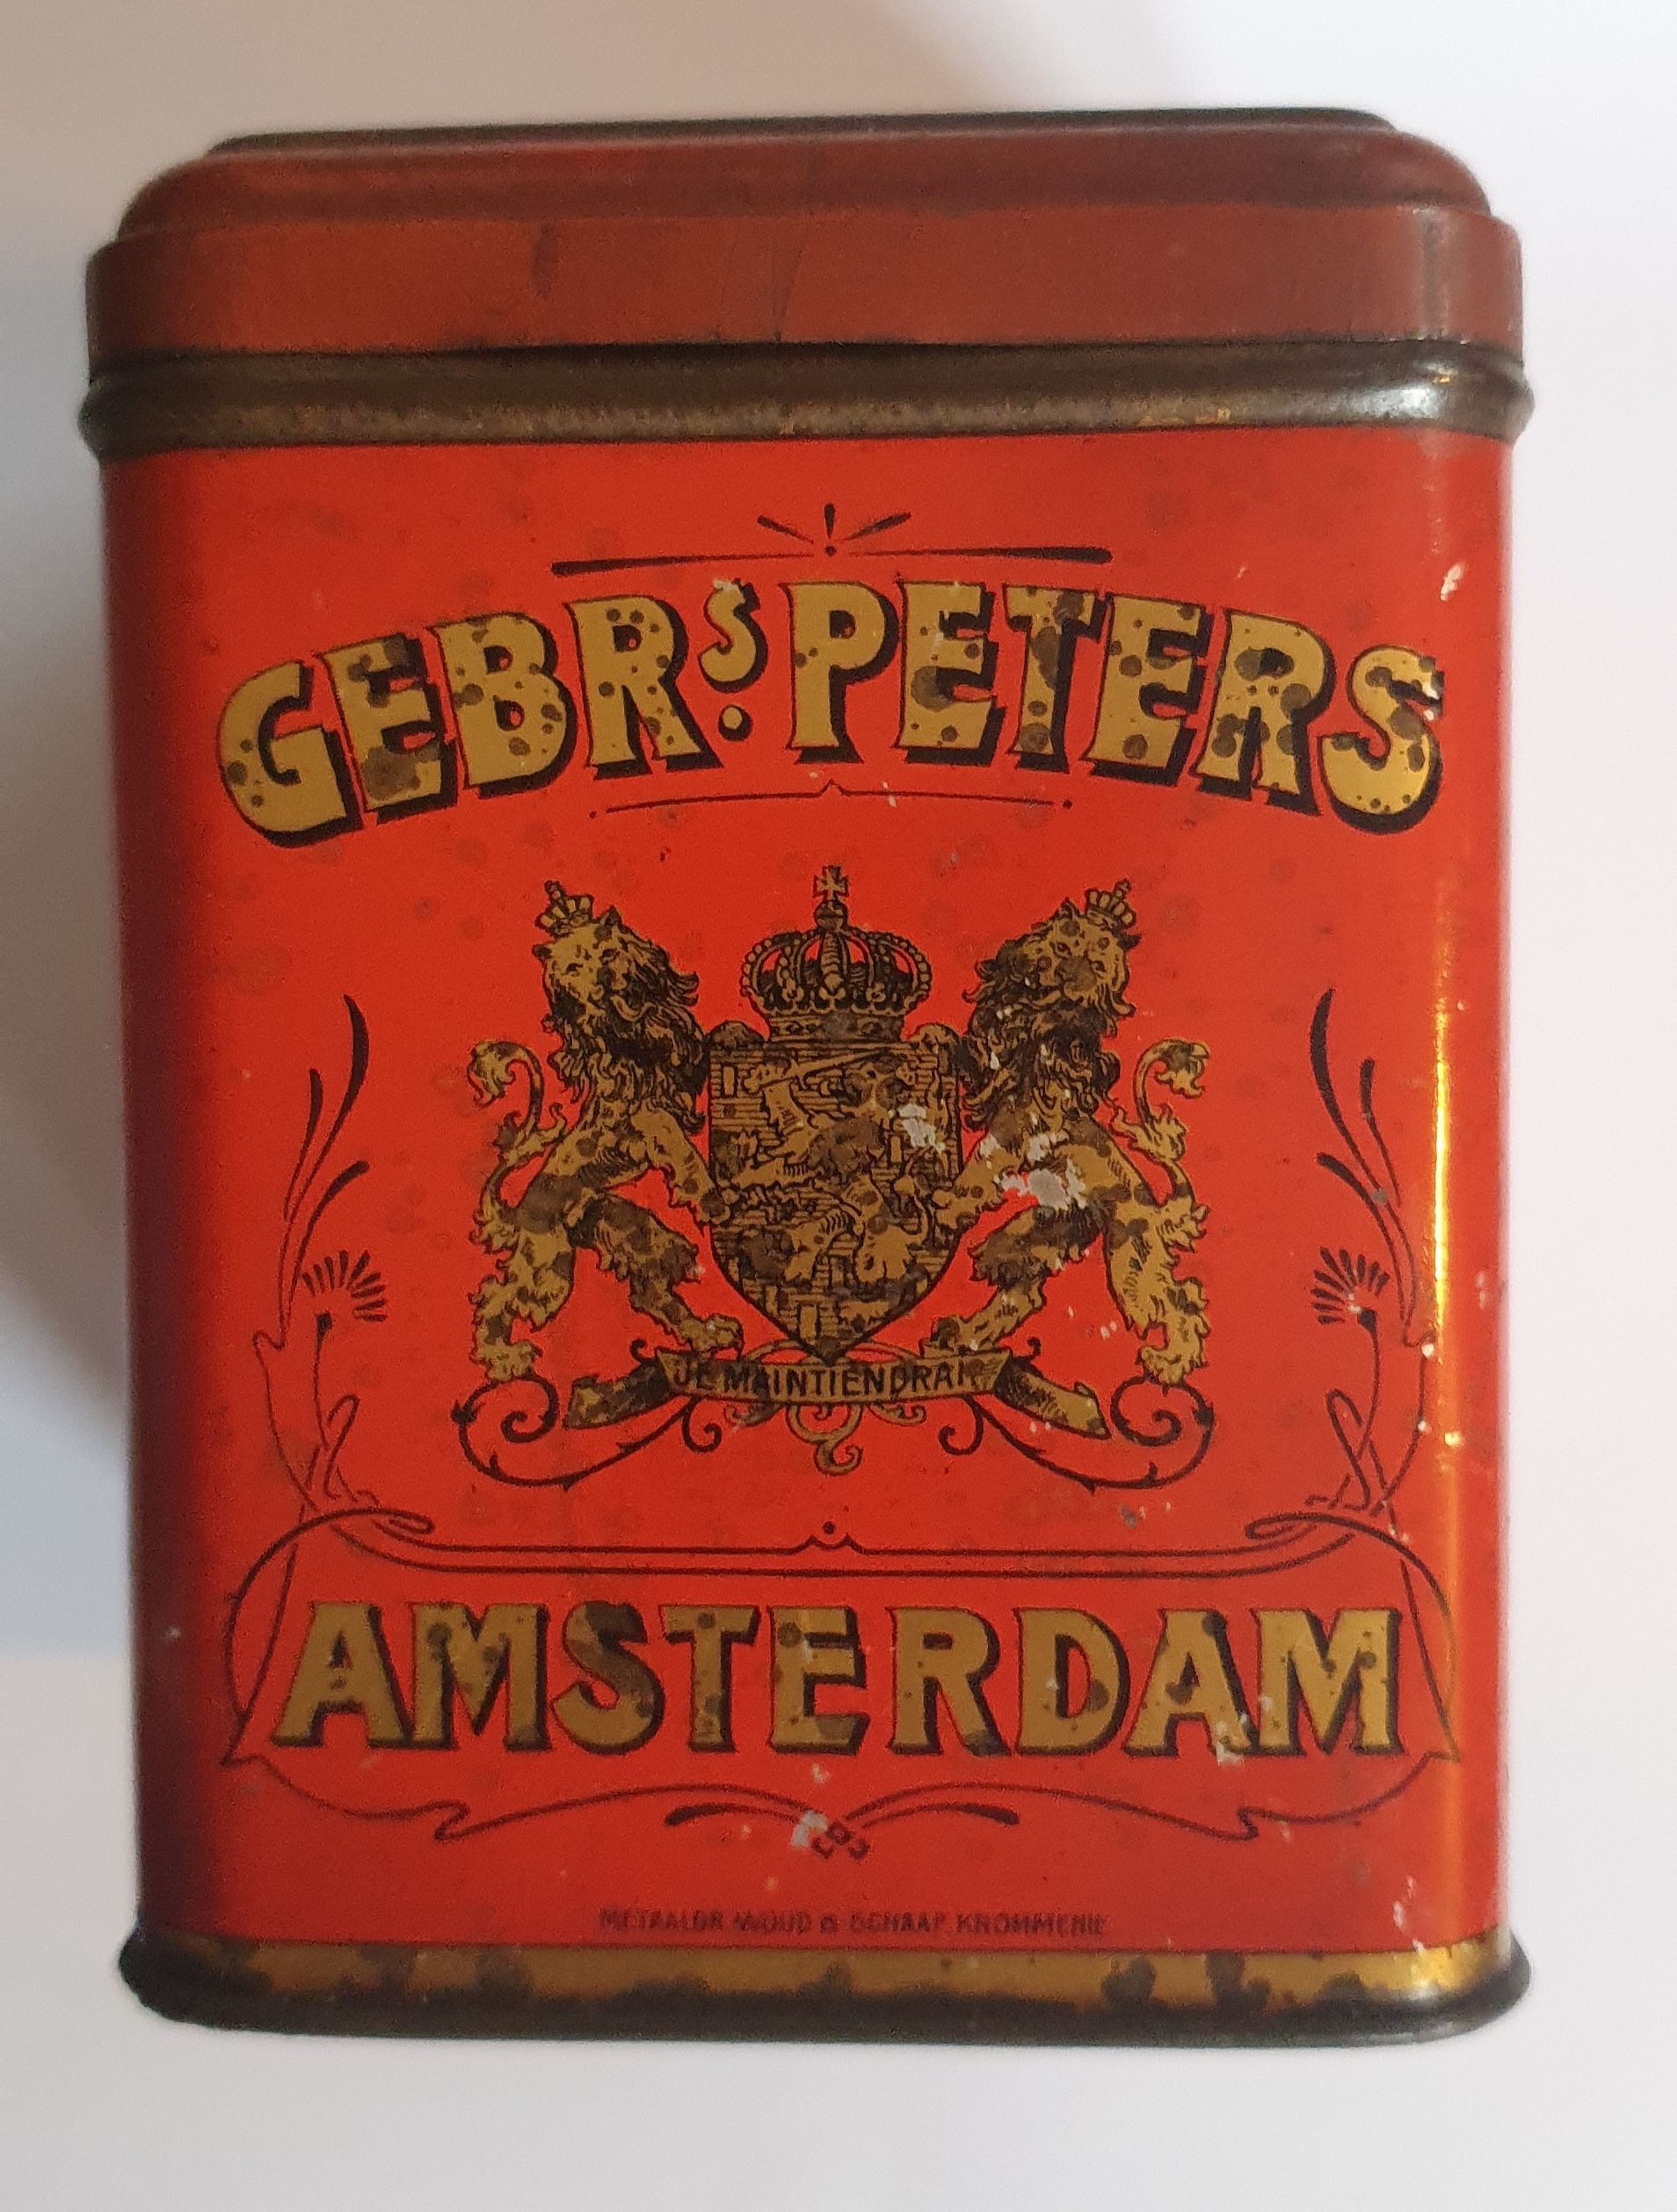 GEBRS. PETERS
JE MAINTIENDRAI
AMSTERDAM
METAALDR. WOUD & SCHAAP KROMMENIE